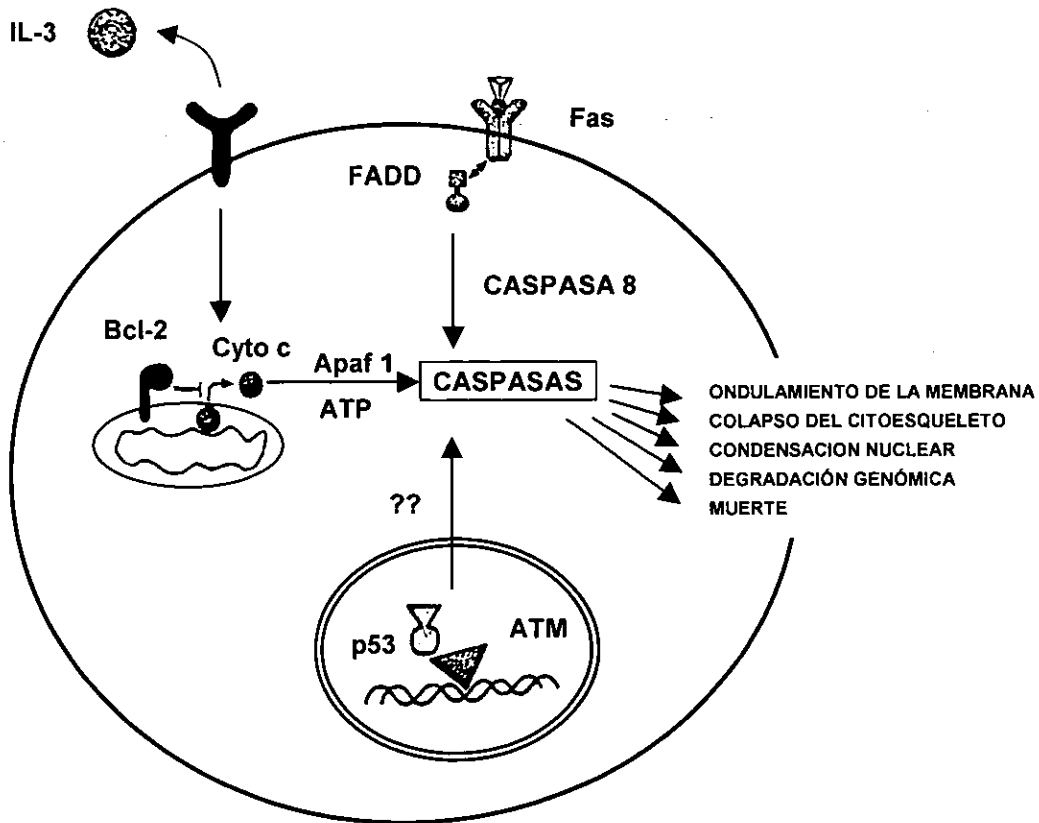 IL-3
Fas
FADD
CASPASA 8
Bcl-2
Cyto c
Apaf 1
ATP
CASPASAS
ONDULAMIENTO DE LA MEMBRANA
COLAPSO DEL CITOESQUELETO
CONDENSACION NUCLEAR
DEGRADACIÓN GENÓMICA
MUERTE
??
p53
ATM